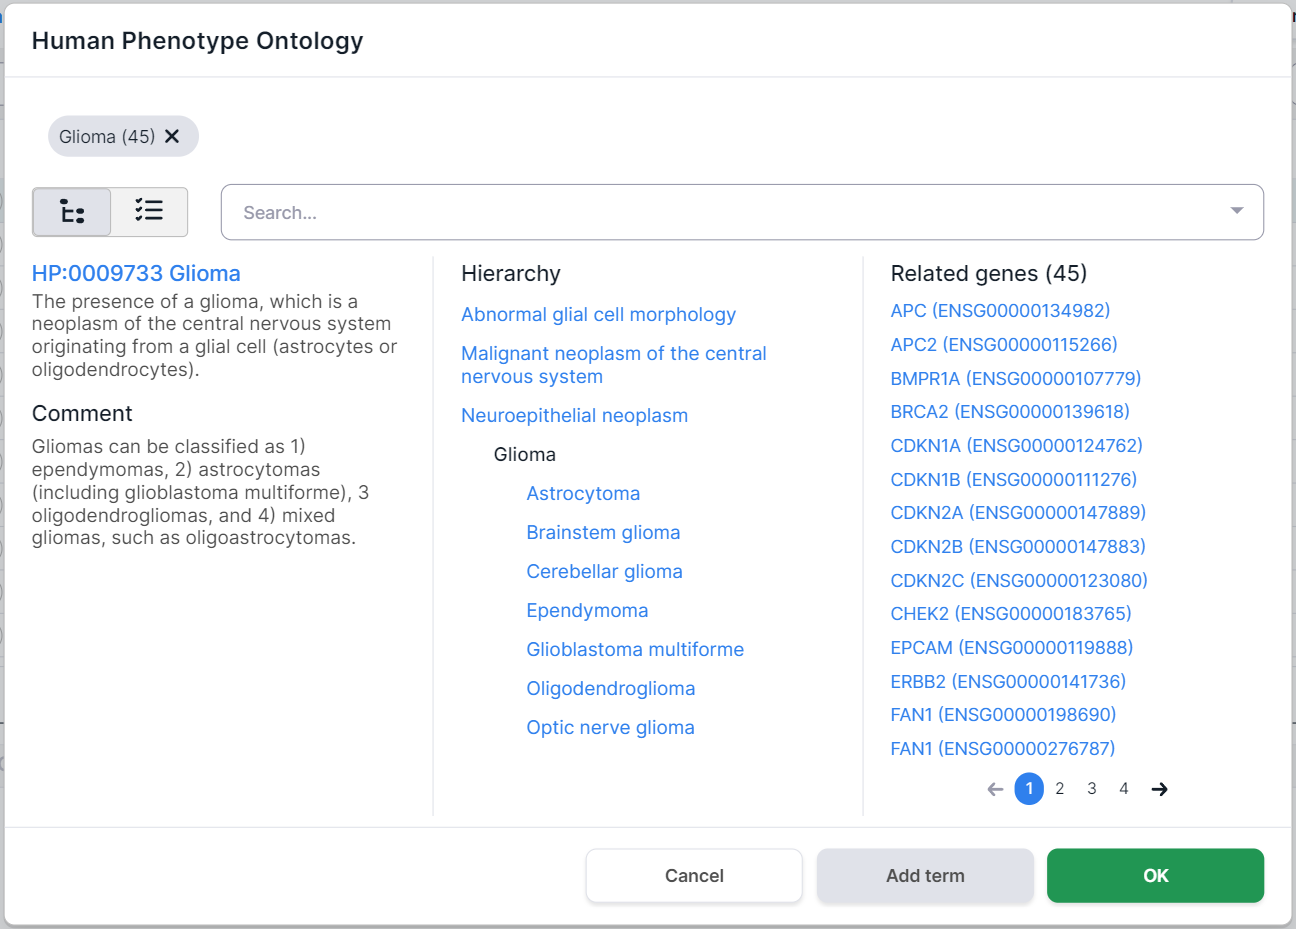 Human Phenotype Ontology
Glioma (45)
Search...
HP:0009733 Glioma
The presence of a glioma, which is a
neoplasm of the central nervous system
originating from a glial cell (astrocytes or
oligodendrocytes).
Comment
Gliomas can be classified as 1)
ependymomas, 2) astrocytomas
(including glioblastoma multiforme), 3
oligodendrogliomas, and 4) mixed
gliomas, such as oligoastrocytomas.
Hierarchy
Abnormal glial cell morphology
Malignant neoplasm of the central
nervous system
Neuroepithelial neoplasm
Glioma
Astrocytoma
Brainstem glioma
Cerebellar glioma
Ependymoma
Glioblastoma multiforme
Oligodendroglioma
Optic nerve glioma
Related genes (45)
APC (ENSG00000134982)
APC2 (ENSG00000115266)
BMPR1A (ENSG00000107779)
BRCA2 (ENSG00000139618)
CDKN1A (ENSG00000124762)
CDKN1B (ENSG00000111276)
CDKN2A (ENSG00000147889)
CDKN2B (ENSG00000147883)
CDKN2C (ENSG00000123080)
CHEK2 (ENSG00000183765)
EPCAM (ENSG00000119888)
ERBB2 (ENSG00000141736)
FAN1 (ENSG00000198690)
FAN1 (ENSG00000276787)
1 2 3 4
Cancel Add term OK